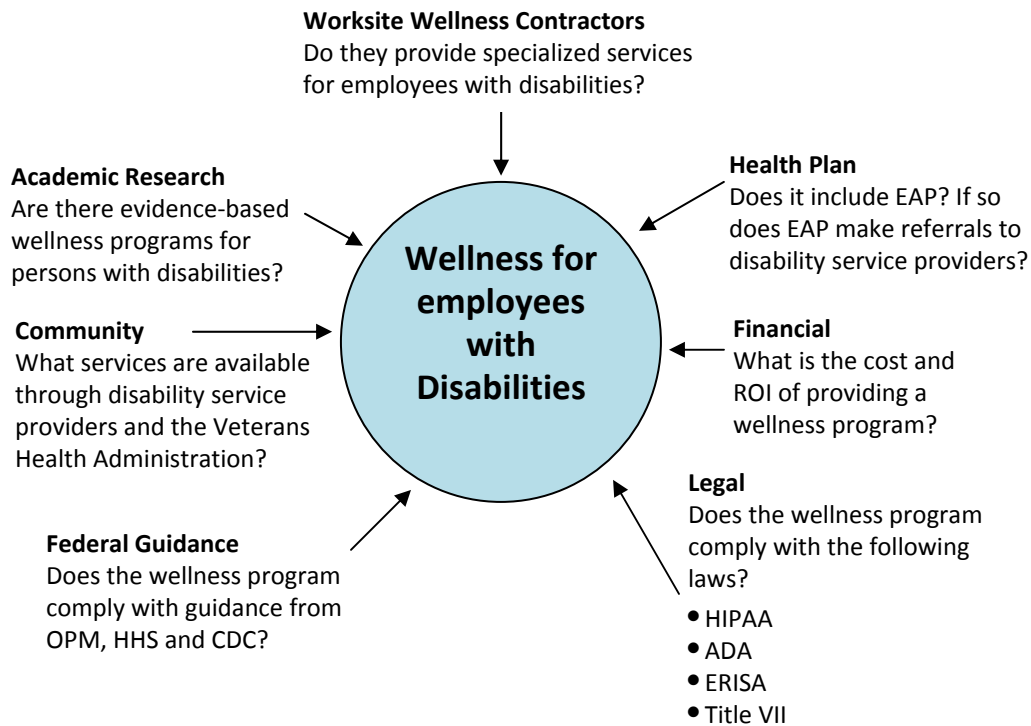 Worksite Wellness Contractors
Do they provide specialized services
for employees with disabilities?
Academic Research
Are there evidence-based
wellness programs for
persons with disabilities?
Health Plan
Does it include EAP? If so
does EAP make referrals to
disability service providers?
Wellness for
employees
with
Disabilities
Community
What services are available
through disability service
providers and the Veterans
Health Administration?
Financial
What is the cost and
ROI of providing a
wellness program?
Federal Guidance
Does the wellness program
comply with guidance from
OPM, HHS and CDC?
Legal
Does the wellness program
comply with the following
laws?
• HIPAA
• ADA
• ERISA
• Title VII